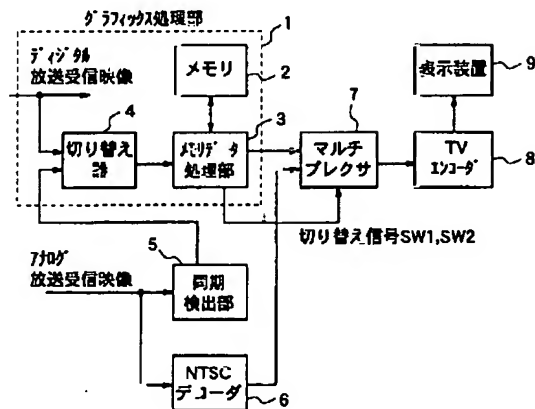 グラフィックス処理部
1
ディジタル
放送受信映像
メモリ
2
表示装置
9
4
切り替え
器
3
メモリデータ
処理部
7
マルチ
プレクサ
TV
エンコーダ
8
切り替え信号SW1,SW2
アナログ
放送受信映像
5
同期
検出部
NTSC
デコーダ
6